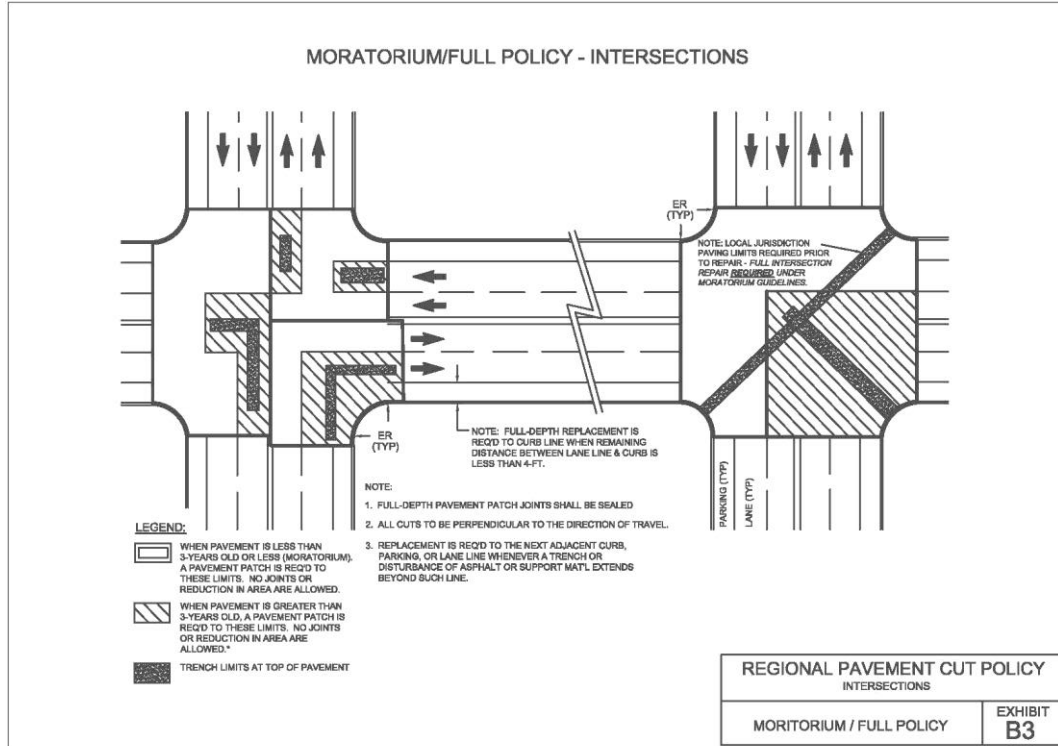 MORATORIUM/FULL POLICY - INTERSECTIONS
ER
(TYP)
NOTE: LOCAL JURISDICTION
PAVING LIMITS REQUIRED PRIOR
TO REPAIR - FULL INTERSECTION
REPAIR REQUIRED UNDER
MORATORIUM GUIDELINES.
ER
(TYP)
NOTE: FULL-DEPTH REPLACEMENT IS
REQ'D TO CURB LINE WHEN REMAINING
DISTANCE BETWEEN LANE LINE & CURB IS
LESS THAN 4-FT.
PARKING (TYP)
LANE (TYP)
NOTE:
1. FULL-DEPTH PAVEMENT PATCH JOINTS SHALL BE SEALED
2. ALL CUTS TO BE PERPENDICULAR TO THE DIRECTION OF TRAVEL.
3. REPLACEMENT IS REQ'D TO THE NEXT ADJACENT CURB,
PARKING, OR LANE LINE WHENEVER A TRENCH OR
DISTURBANCE OF ASPHALT OR SUPPORT MAT'L EXTENDS
BEYOND SUCH LINE.
LEGEND:
WHEN PAVEMENT IS LESS THAN
3-YEARS OLD OR LESS (MORATORIUM).
A PAVEMENT PATCH IS REQ'D TO
THESE LIMITS. NO JOINTS OR
REDUCTION IN AREA ARE ALLOWED.
WHEN PAVEMENT IS GREATER THAN
3-YEARS OLD, A PAVEMENT PATCH IS
REQ'D TO THESE LIMITS. NO JOINTS
OR REDUCTION IN AREA ARE
ALLOWED.*
TRENCH LIMITS AT TOP OF PAVEMENT
REGIONAL PAVEMENT CUT POLICY
INTERSECTIONS
MORITORIUM / FULL POLICY
EXHIBIT
B3